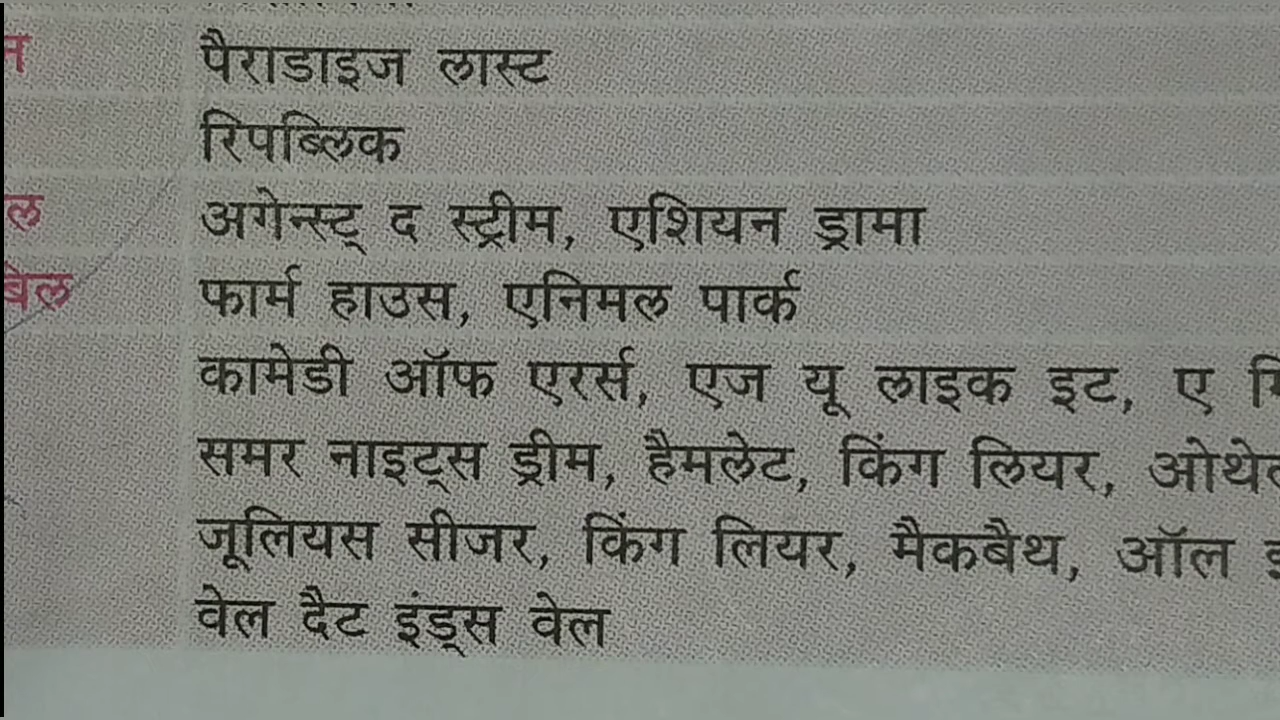 पैराडाइज लास्ट
रिपब्लिक
अगेन्स्ट् द स्ट्रीम, एशियन ड्रामा
फार्म हाउस, एनिमल पार्क
कामेडी ऑफ एरर्स, एज यू लाइक इट, ए
समर नाइट्स ड्रीम, हैमलेट, किंग लियर,
जूलियस सीजर, किंग लियर, मैकबैथ, ऑल
वेल दैट इंड्स वेल